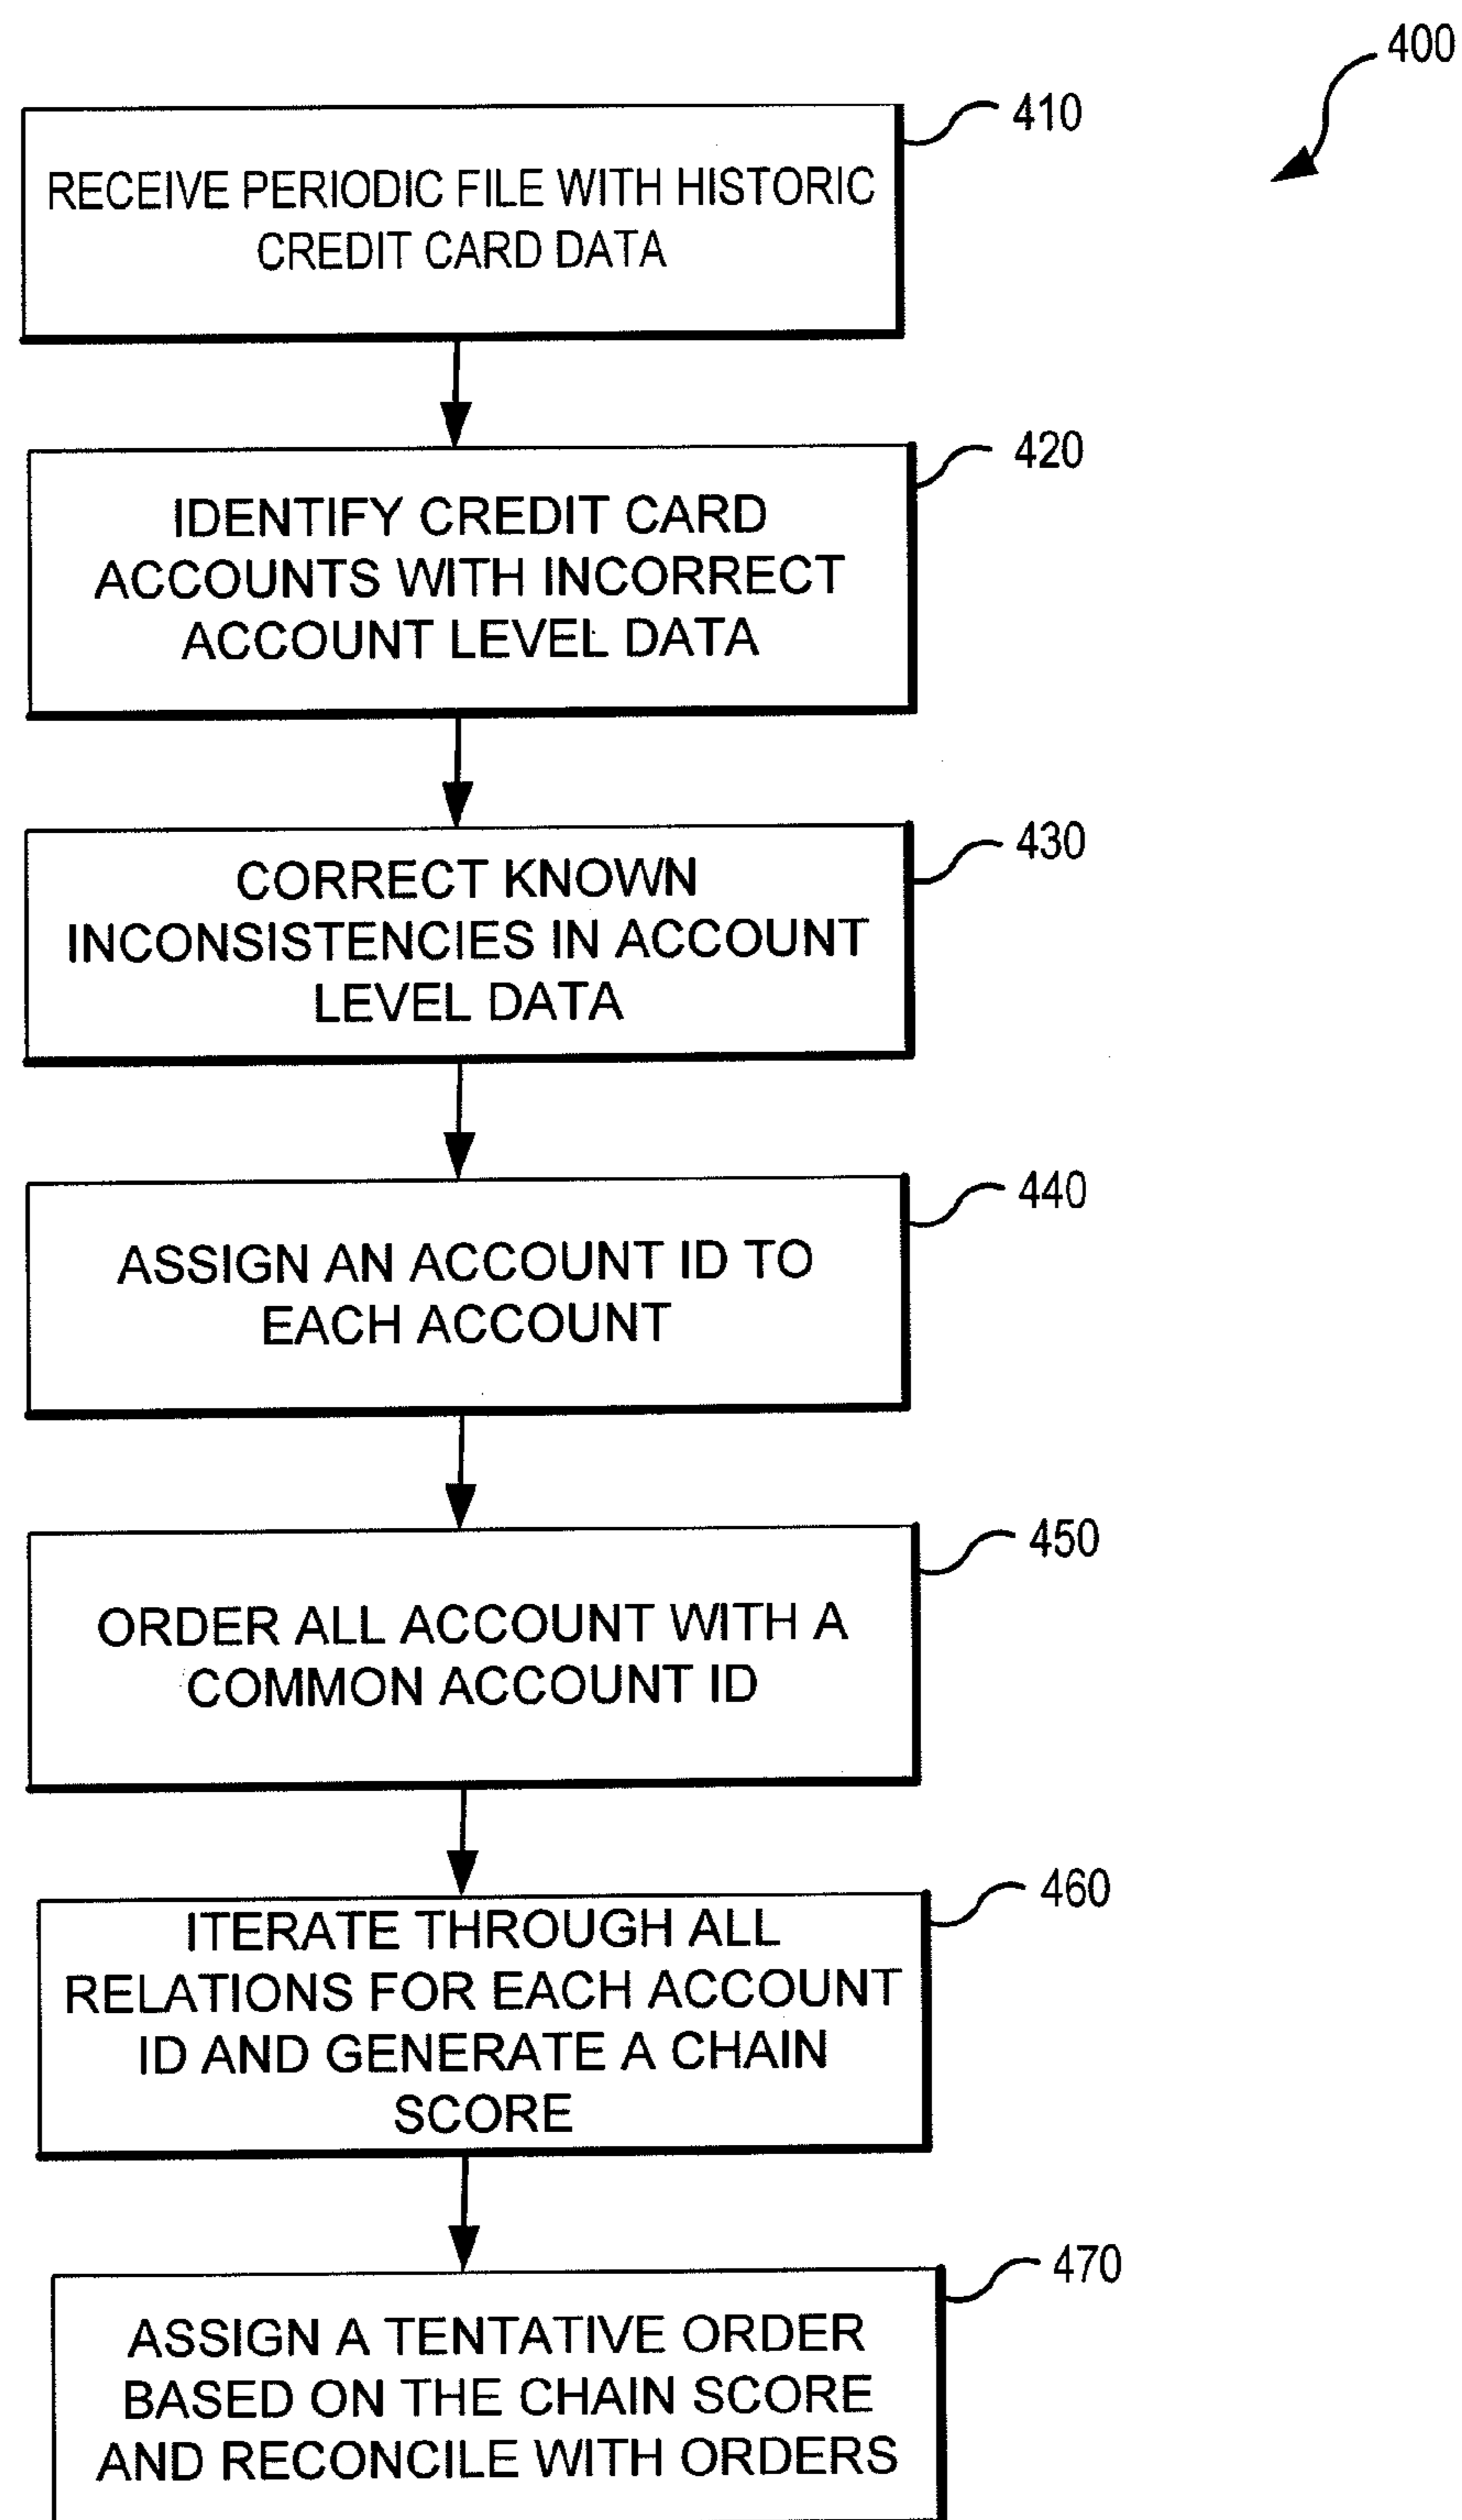 400
410
RECEIVE PERIODIC FILE WITH HISTORIC
CREDIT CARD DATA
420
IDENTIFY CREDIT CARD
ACCOUNTS WITH INCORRECT
ACCOUNT LEVEL DATA
430
CORRECT KNOWN
INCONSISTENCIES IN ACCOUNT
LEVEL DATA
440
ASSIGN AN ACCOUNT ID TO
EACH ACCOUNT
450
ORDER ALL ACCOUNT WITH A
COMMON ACCOUNT ID
460
ITERATE THROUGH ALL
RELATIONS FOR EACH ACCOUNT
ID AND GENERATE A CHAIN
SCORE
470
ASSIGN A TENTATIVE ORDER
BASED ON THE CHAIN SCORE
AND RECONCILE WITH ORDERS